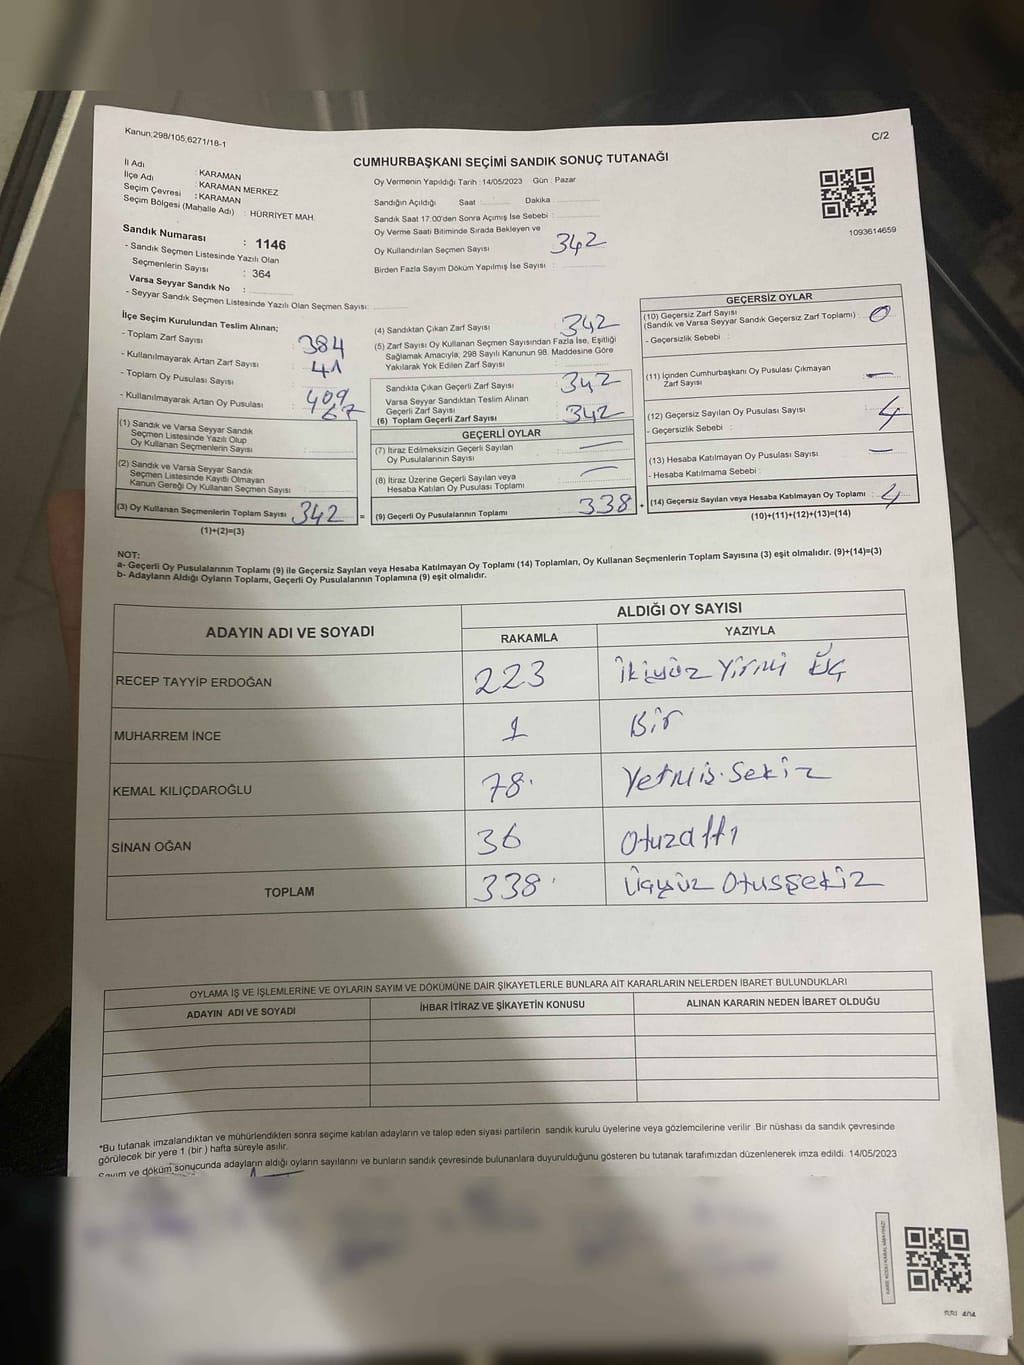 Kanun:298/105;6271/18-1
C/2
CUMHURBAŞKANI SEÇİMİ SANDIK SONUÇ TUTANAĞI
İl Adı : KARAMAN
İlçe Adı : KARAMAN MERKEZ
Seçim Çevresi : KARAMAN
Seçim Bölgesi (Mahalle Adı) : HÜRRİYET MAH.
Sandık Numarası : 1146
- Sandık Seçmen Listesinde Yazılı Olan
Seçmenlerin Sayısı : 364
Varsa Seyyar Sandık No :
- Seyyar Sandık Seçmen Listesinde Yazılı Olan Seçmen Sayısı:
Oy Vermenin Yapıldığı Tarih : 14/05/2023 Gün : Pazar
Sandığın Açıldığı Saat : Dakika :
Sandık Saat 17:00'den Sonra Açımış İse Sebebi :
Oy Verme Saati Bitiminde Sırada Bekleyen ve
Oy Kullandırılan Seçmen Sayısı : 342
Birden Fazla Sayım Döküm Yapılmış İse Sayısı :
1093614659
İlçe Seçim Kurulundan Teslim Alınan;
- Toplam Zarf Sayısı : 384
- Kullanılmayarak Artan Zarf Sayısı : 41
- Toplam Oy Pusulası Sayısı : 409
- Kullanılmayarak Artan Oy Pusulası : 67
(1) Sandık ve Varsa Seyyar Sandık
Seçmen Listesinde Yazılı Olup
Oy Kullanan Seçmenlerin Sayısı :
(2) Sandık ve Varsa Seyyar Sandık
Seçmen Listesinde Kayıtlı Olmayan
Kanun Gereği Oy Kullanan Seçmen Sayısı :
(3) Oy Kullanan Seçmenlerin Toplam Sayısı : 342
(1)+(2)=(3)
=
(4) Sandıktan Çıkan Zarf Sayısı : 342
(5) Zarf Sayısı Oy Kullanan Seçmen Sayısından Fazla İse, Eşitliği
Sağlamak Amacıyla; 298 Sayılı Kanunun 98. Maddesine Göre
Yakılarak Yok Edilen Zarf Sayısı :
Sandıkta Çıkan Geçerli Zarf Sayısı : 342
Varsa Seyyar Sandıktan Teslim Alınan
Geçerli Zarf Sayısı
(6) Toplam Geçerli Zarf Sayısı : 342
GEÇERLİ OYLAR
(7) İtiraz Edilmeksizin Geçerli Sayılan
Oy Pusulalarının Sayısı : —
(8) İtiraz Üzerine Geçerli Sayılan veya
Hesaba Katılan Oy Pusulası Toplamı : —
(9) Geçerli Oy Pusulalarının Toplamı : 338
+
GEÇERSİZ OYLAR
(10) Geçersiz Zarf Sayısı
(Sandık ve Varsa Seyyar Sandık Geçersiz Zarf Toplamı) : 0
- Geçersizlik Sebebi :
(11) İçinden Cumhurbaşkanı Oy Pusulası Çıkmayan
Zarf Sayısı : —
(12) Geçersiz Sayılan Oy Pusulası Sayısı : 4
- Geçersizlik Sebebi :
(13) Hesaba Katılmayan Oy Pusulası Sayısı : —
- Hesaba Katılmama Sebebi :
(14) Geçersiz Sayılan veya Hesaba Katılmayan Oy Toplamı : 4
(10)+(11)+(12)+(13)=(14)
NOT:
a- Geçerli Oy Pusulalarının Toplamı (9) ile Geçersiz Sayılan veya Hesaba Katılmayan Oy Toplamı (14) Toplamları, Oy Kullanan Seçmenlerin Toplam Sayısına (3) eşit olmalıdır. (9)+(14)=(3)
b- Adayların Aldığı Oyların Toplamı, Geçerli Oy Pusulalarının Toplamına (9) eşit olmalıdır.
ADAYIN ADI VE SOYADI
ALDIĞI OY SAYISI
RAKAMLA YAZIYLA
RECEP TAYYİP ERDOĞAN 223 İkiyüz Yirmi Üç
MUHARREM İNCE 1 Bir
KEMAL KILIÇDAROĞLU 78 Yetmiş Sekiz
SİNAN OĞAN 36 Otuzaltı
TOPLAM 338 Üçyüz Otuzsekiz
OYLAMA İŞ VE İŞLEMLERİNE VE OYLARIN SAYIM VE DÖKÜMÜNE DAİR ŞİKAYETLERLE BUNLARA AİT KARARLARIN NELERDEN İBARET BULUNDUKLARI
ADAYIN ADI VE SOYADI İHBAR İTİRAZ VE ŞİKAYETİN KONUSU ALINAN KARARIN NEDEN İBARET OLDUĞU
*Bu tutanak imzalandıktan ve mühürlendikten sonra seçime katılan adayların ve talep eden siyasi partilerin sandık kurulu üyelerine veya gözlemcilerine verilir. Bir nüshası da sandık çevresinde
görülecek bir yere 1 (bir) hafta süreyle asılır.
Sayım ve döküm sonucunda adayların aldığı oyların sayılarını ve bunların sandık çevresinde bulunanlara duyurulduğunu gösteren bu tutanak tarafımızdan düzenlenerek imza edildi. 14/05/2023